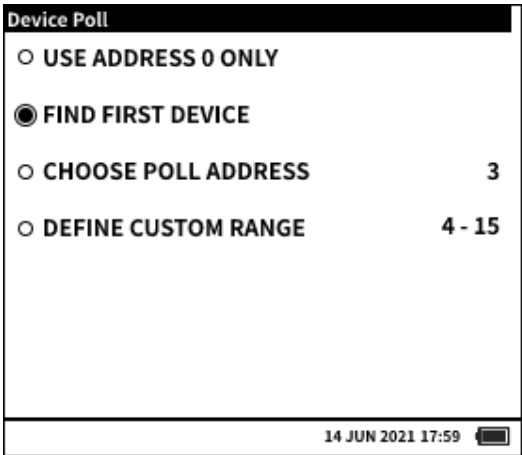 Device Poll
USE ADDRESS 0 ONLY
FIND FIRST DEVICE
CHOOSE POLL ADDRESS 3
DEFINE CUSTOM RANGE 4 - 15
14 JUN 2021 17:59